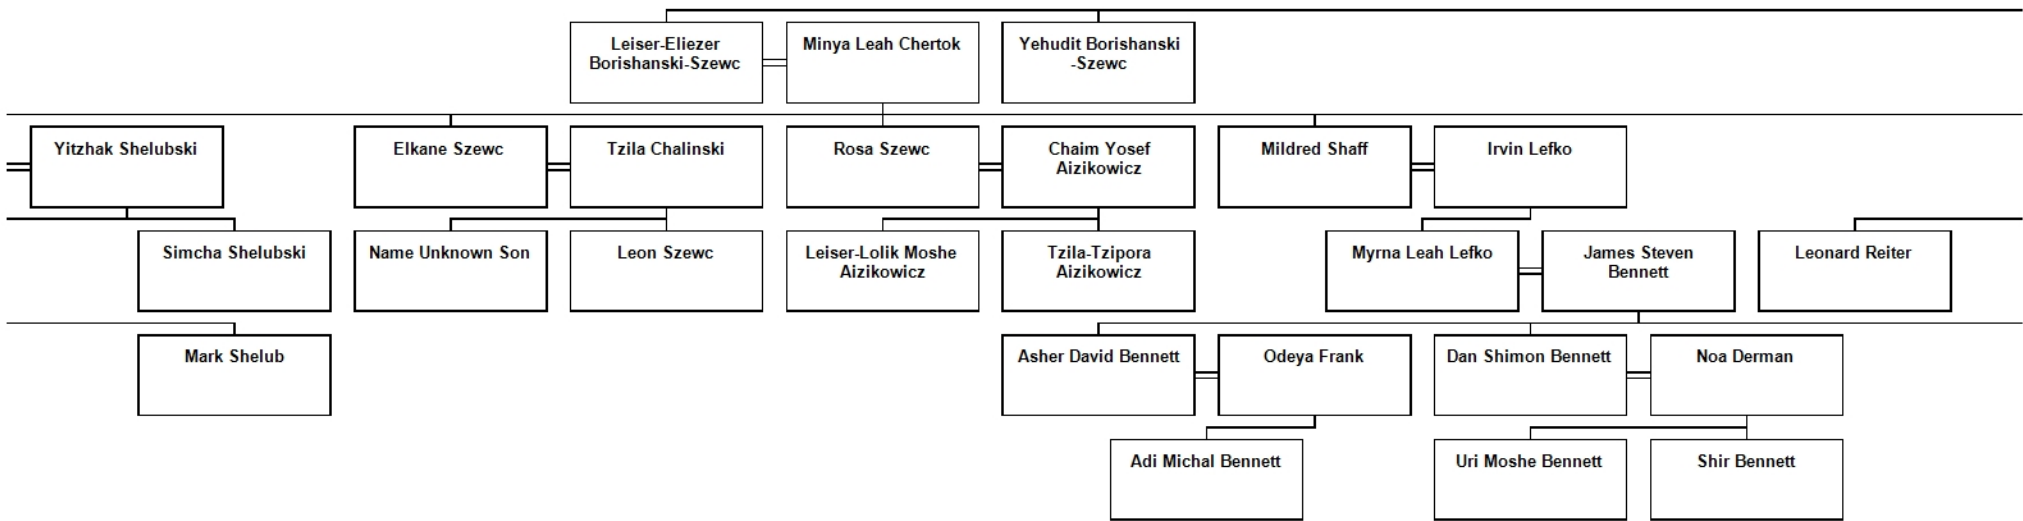 Leiser-Eliezer
Borishanski-Szewc
Minya Leah Chertok
Yehudit Borishanski
-Szewc
Yitzhak Shelubski
Elkane Szewc
Tzila Chalinski
Rosa Szewc
Chaim Yosef
Aizikowicz
Mildred Shaff
Irvin Lefko
Simcha Shelubski
Name Unknown Son
Leon Szewc
Leiser-Lolik Moshe
Aizikowicz
Tzila-Tzipora
Aizikowicz
Myrna Leah Lefko
James Steven
Bennett
Leonard Reiter
Mark Shelub
Asher David Bennett
Odeya Frank
Dan Shimon Bennett
Noa Derman
Adi Michal Bennett
Uri Moshe Bennett
Shir Bennett